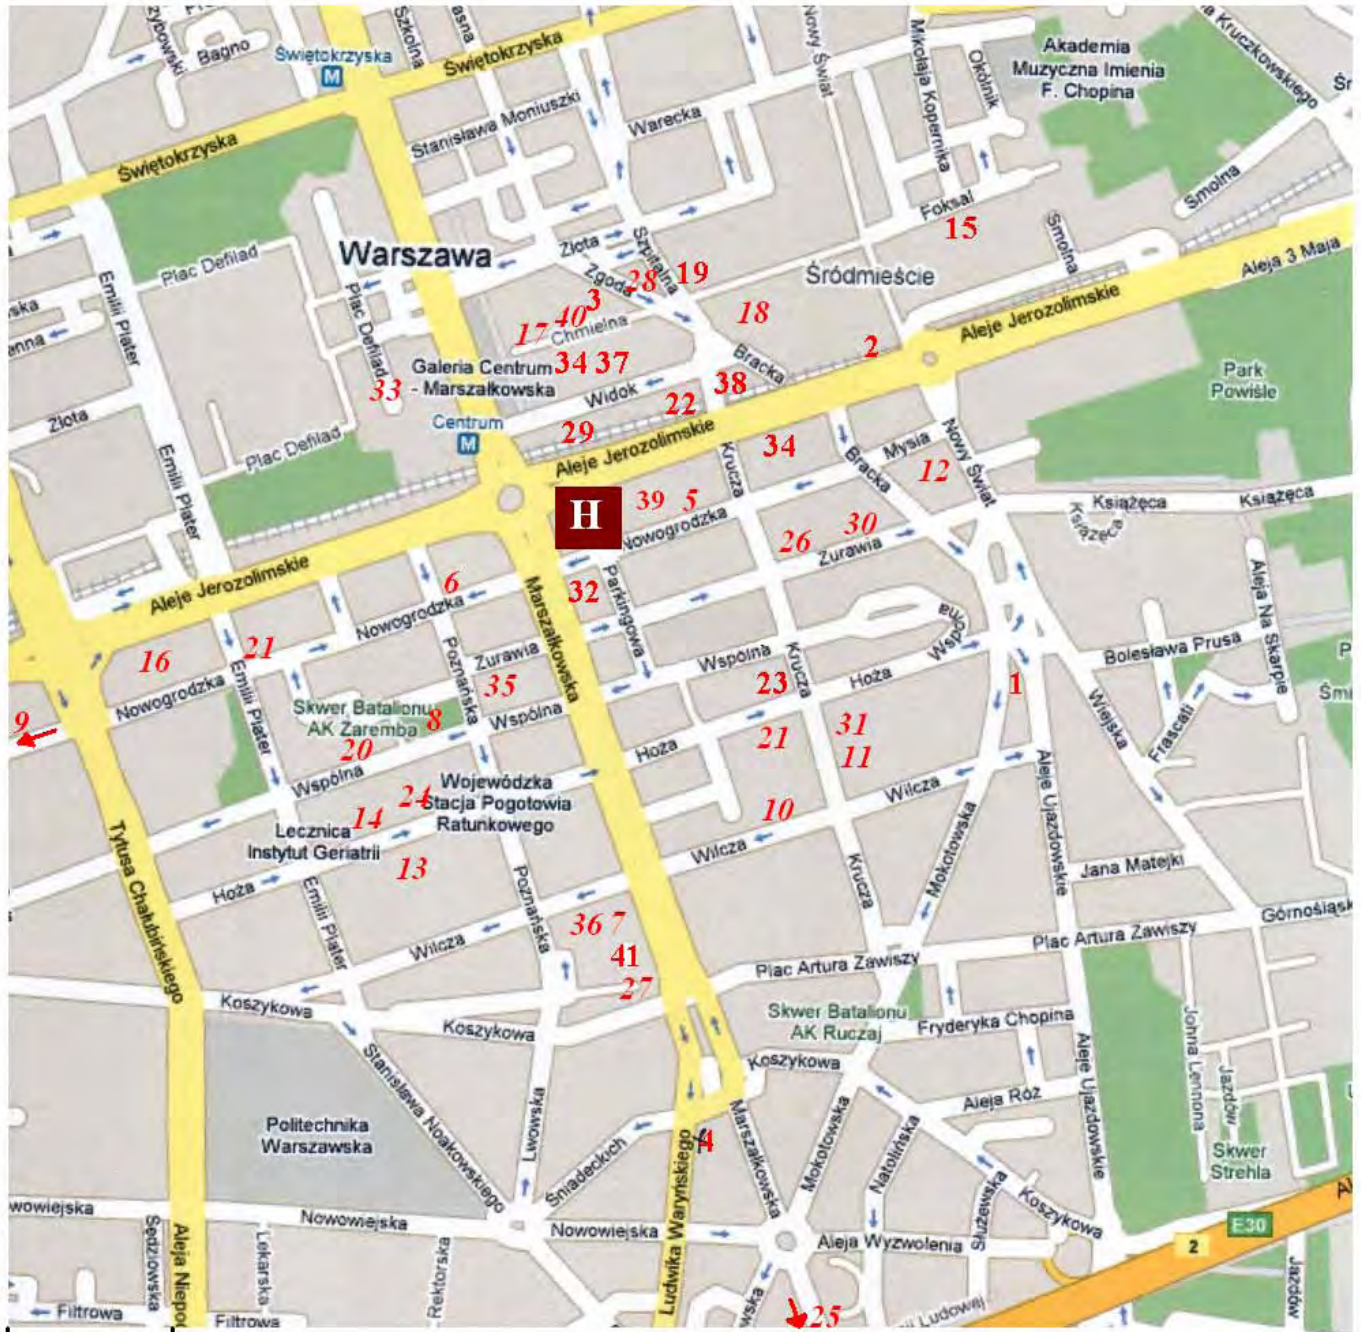 Bagno
Szkolna
Świętokrzyska
M
Świętokrzyska
Nowy Świat
Mikołaja Kopernika
Okólnik
Akademia
Muzyczna Imienia
F. Chopina
Kruczkowskiego
Stanisława Moniuszki
Warecka
Świętokrzyska
Smolna
Foksal
15
Smolna
Aleja 3 Maja
Warszawa
Plac Defilad
Złota
Szpitalna
19
Zgoda
28
Śródmieście
Emilii Plater
Plac Defilad
3
40
17
Chmielna
18
2
Aleje Jerozolimskie
Galeria Centrum
- Marszałkowska
34 37
Bracka
33
Widok
38
22
Park
Powiśle
Złota
Centrum
M
29
Aleje Jerozolimskie
34
Plac Defilad
Emilii Plater
Krucza
Bracka
Mysia
12
Nowy Świat
Książęca
Książęca
Książęca
H
39 5
Nowogrodzka
26
30
Żurawia
Aleje Jerozolimskie
6
Nowogrodzka
32
Parkingowa
Marszałkowska
Aleja Na Skarpie
16
21
Nowogrodzka
Emilii Plater
Poznańska
Żurawia
35
Wspólna
Krucza
23
Hoża
Wspólna
1
Bolesława Prusa
Wiejska
Frascati
9
Skwer Batalionu
AK Zaremba
8
20
Wspólna
Wspólna
Hoża
21
31
11
Aleje Ujazdowskie
Wojewódzka
Stacja Pogotowia
Ratunkowego
24
14
Lecznica
Instytut Geriatrii
13
10
Wilcza
Wilcza
Mokotowska
Jana Matejki
Tytusa Chałubińskiego
Hoża
Emilii Plater
Poznańska
Krucza
36 7
Wilcza
41
27
Plac Artura Zawiszy
Plac Artura Zawiszy
Koszykowa
Koszykowa
Skwer Batalionu
AK Ruczaj
Fryderyka Chopina
Aleje Ujazdowskie
Johna Lennona
Jazdów
Stanisława Noakowskiego
Koszykowa
Aleja Róż
Politechnika
Warszawska
Lwowska
Śniadeckich
4
Marszałkowska
Mokotowska
Natolińska
Skwer
Strehla
Służewska
Koszykowa
Ludwika Waryńskiego
Nowowiejska
Nowowiejska
Aleja Wyzwolenia
2
E30
Sędziowska
Lekarska
Rektorska
Jazdów
Filtrowa
Filtrowa
25